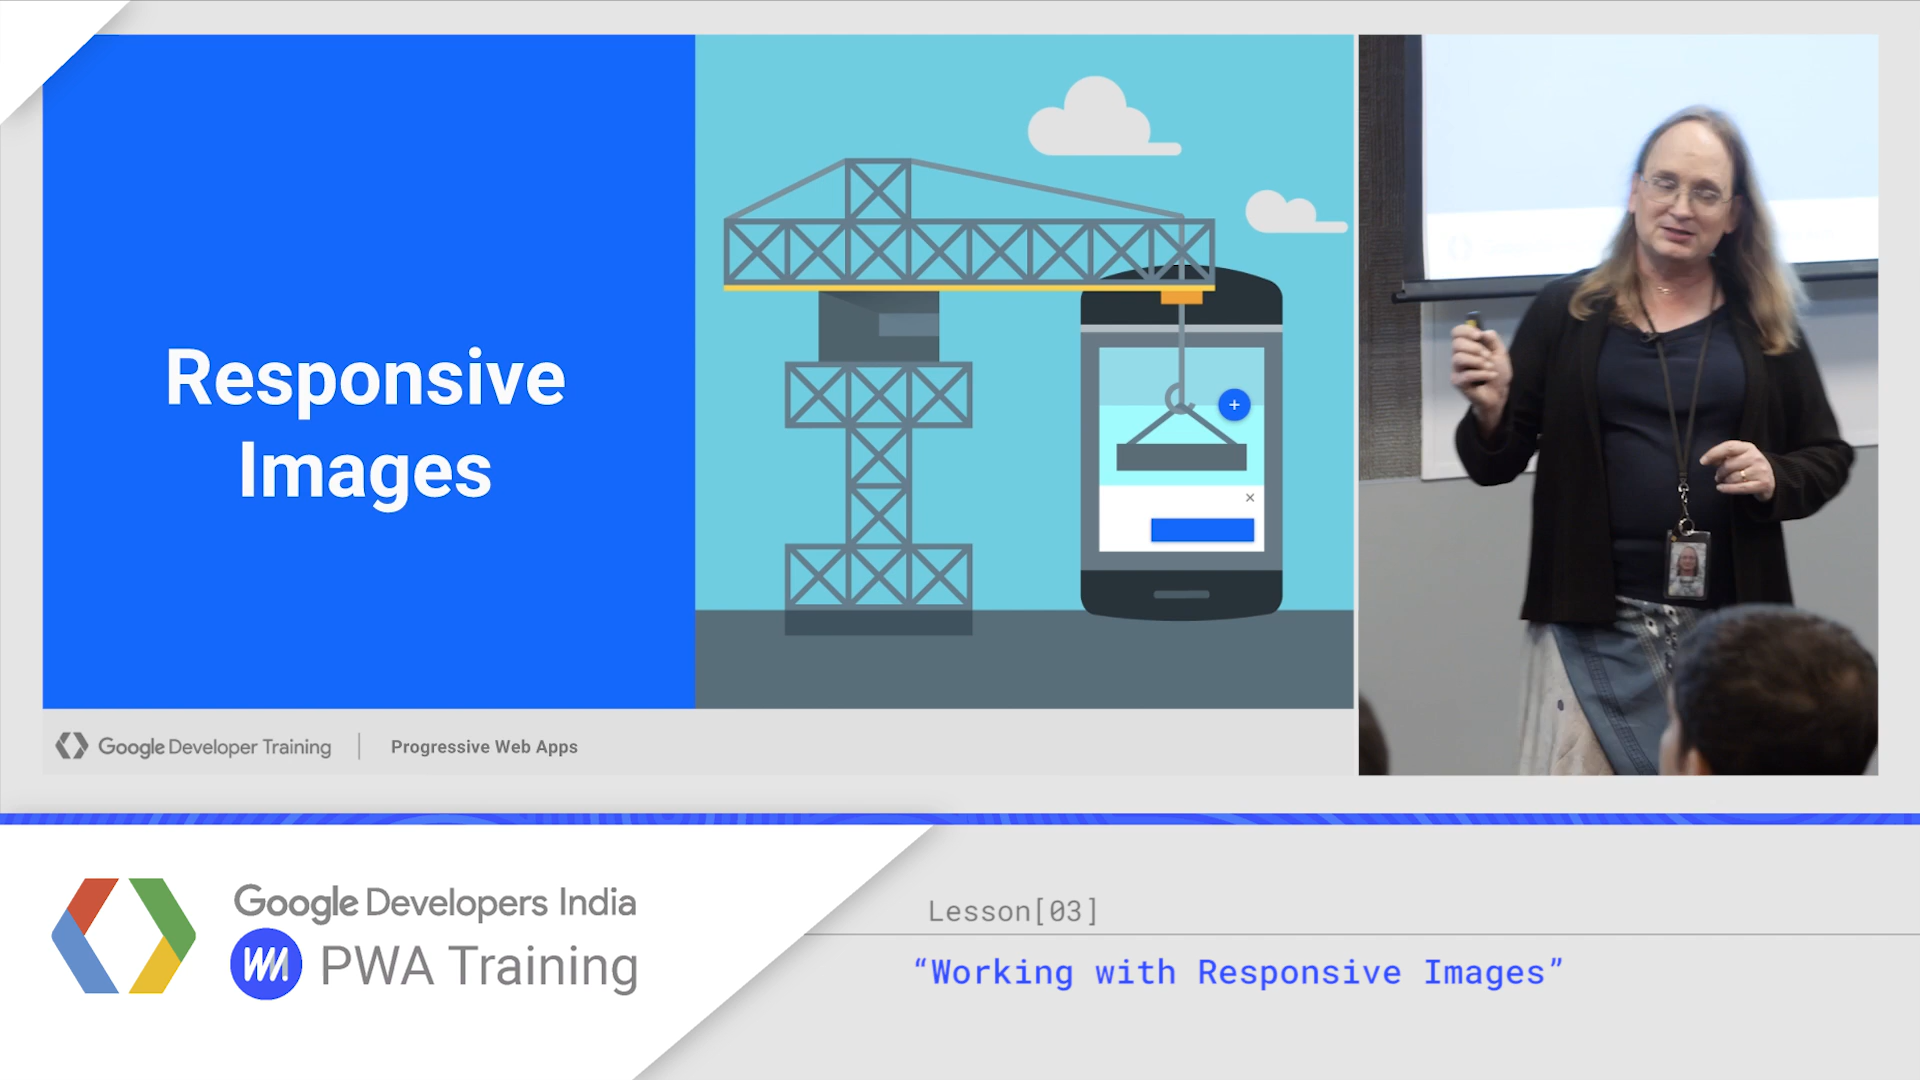 Responsive
Images
Google Developer Training
Progressive Web Apps
Google Developers India
PWA Training
Lesson[03]
“Working with Responsive Images”